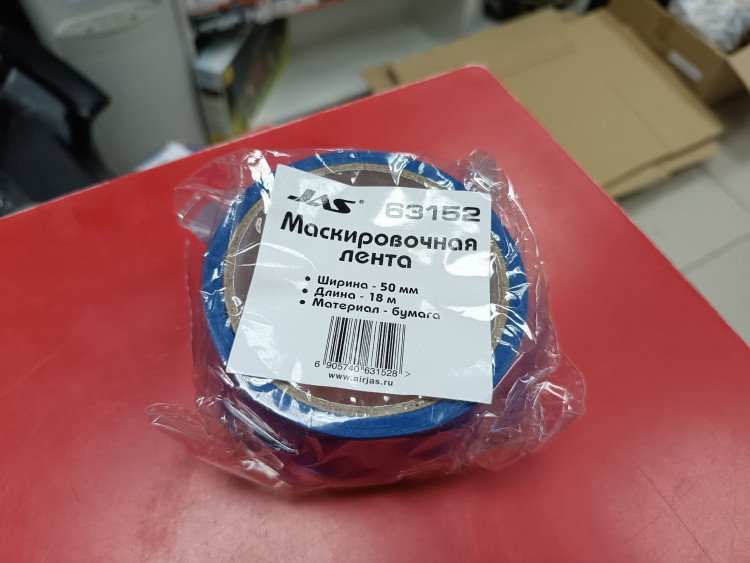 JAS® 63152
Маскировочная
лента
• Ширина - 50 мм
• Длина - 18 м
• Материал - бумага
6 905740 631528 >
www.airjas.ru